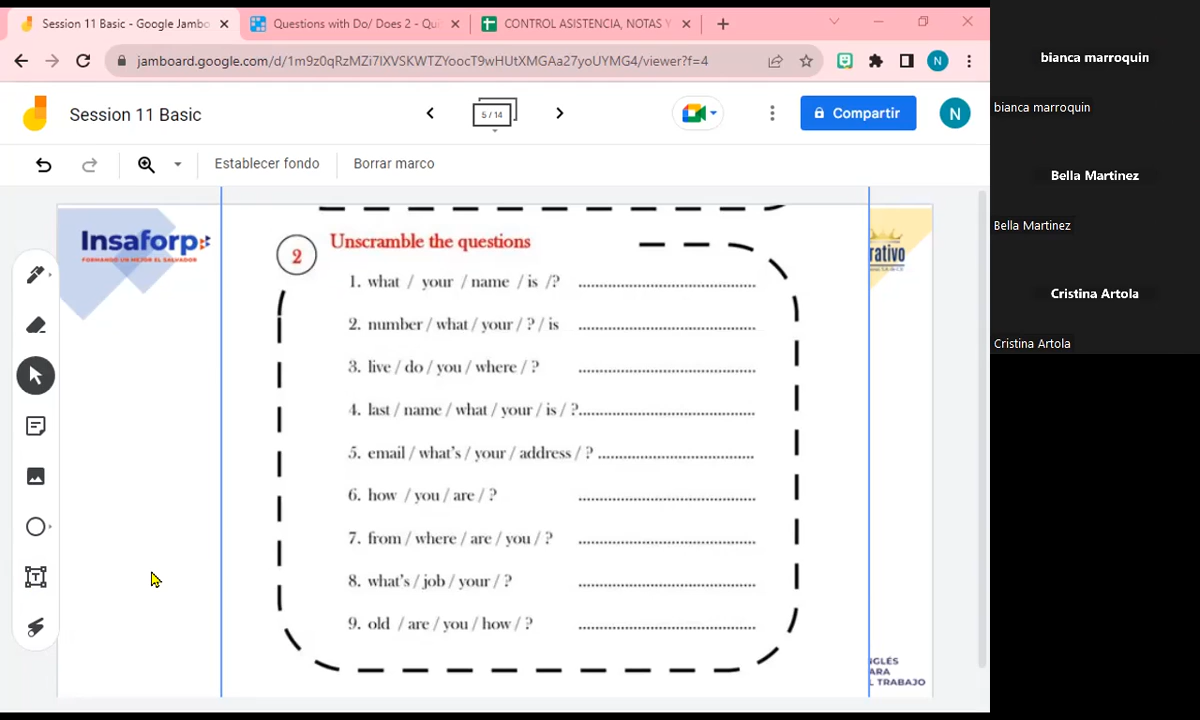 Session 11 Basic - Google Jambo
Questions with Do/ Does 2 - Qu
CONTROL ASISTENCIA, NOTAS Y
jamboard.google.com/d/1m9z0qRzMZi7lXVSKWTZYoocT9wHUtXMGAa27yoUYMG4/viewer?f=4
N
Session 11 Basic
5 / 14
Compartir
N
Establecer fondo
Borrar marco
Insaforp
FORMANDO UN MEJOR EL SALVADOR
rativo
2
Unscramble the questions
1. what / your / name / is /? ................................................
2. number / what / your / ? / is ................................................
3. live / do / you / where / ? ................................................
4. last / name / what / your / is / ?................................................
5. email / what's / your / address / ? ................................................
6. how / you / are / ? ................................................
7. from / where / are / you / ? ................................................
8. what's / job / your / ? ................................................
9. old / are / you / how / ? ................................................
GLÉS
ARA
L TRABAJO
bianca marroquin
bianca marroquin
Bella Martinez
Bella Martinez
Cristina Artola
Cristina Artola